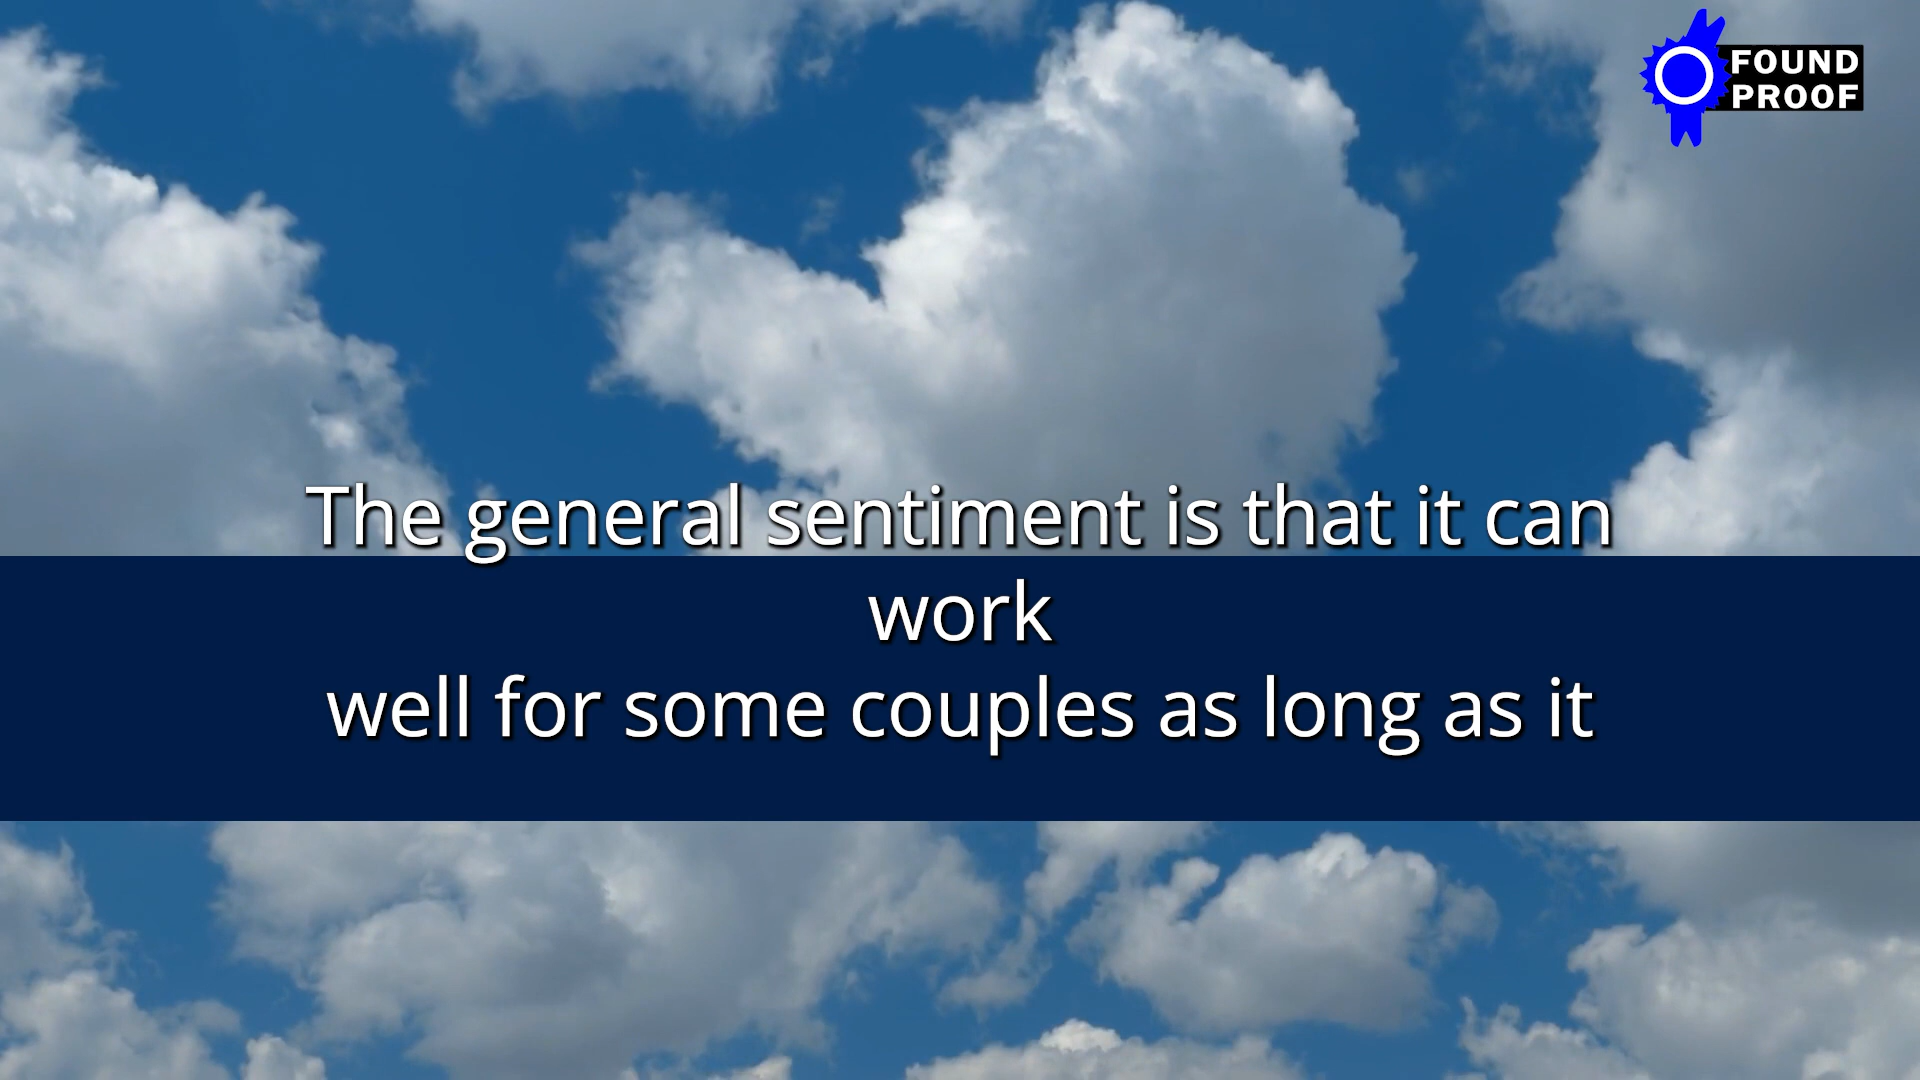 FOUND
PROOF
The general sentiment is that it can
work
well for some couples as long as it